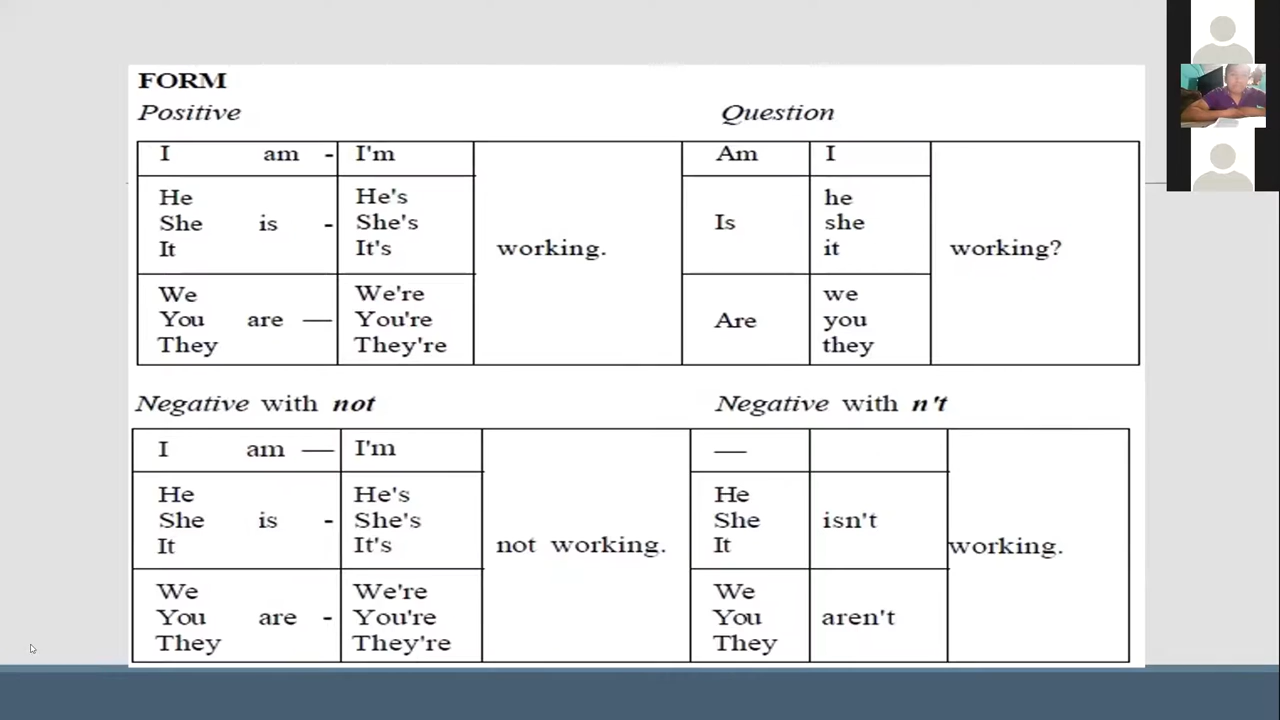 FORM
Positive
I am - I'm
He He's
She is - She's
It It's
working.
We We're
You are — You're
They They're
Question
Am I
he
Is she
it
working?
we
Are you
they
Negative with not
I am — I'm
He He's
She is - She's
It It's
not working.
We We're
You are - You're
They They're
Negative with n't
—
He
She isn't
It
working.
We
You aren't
They